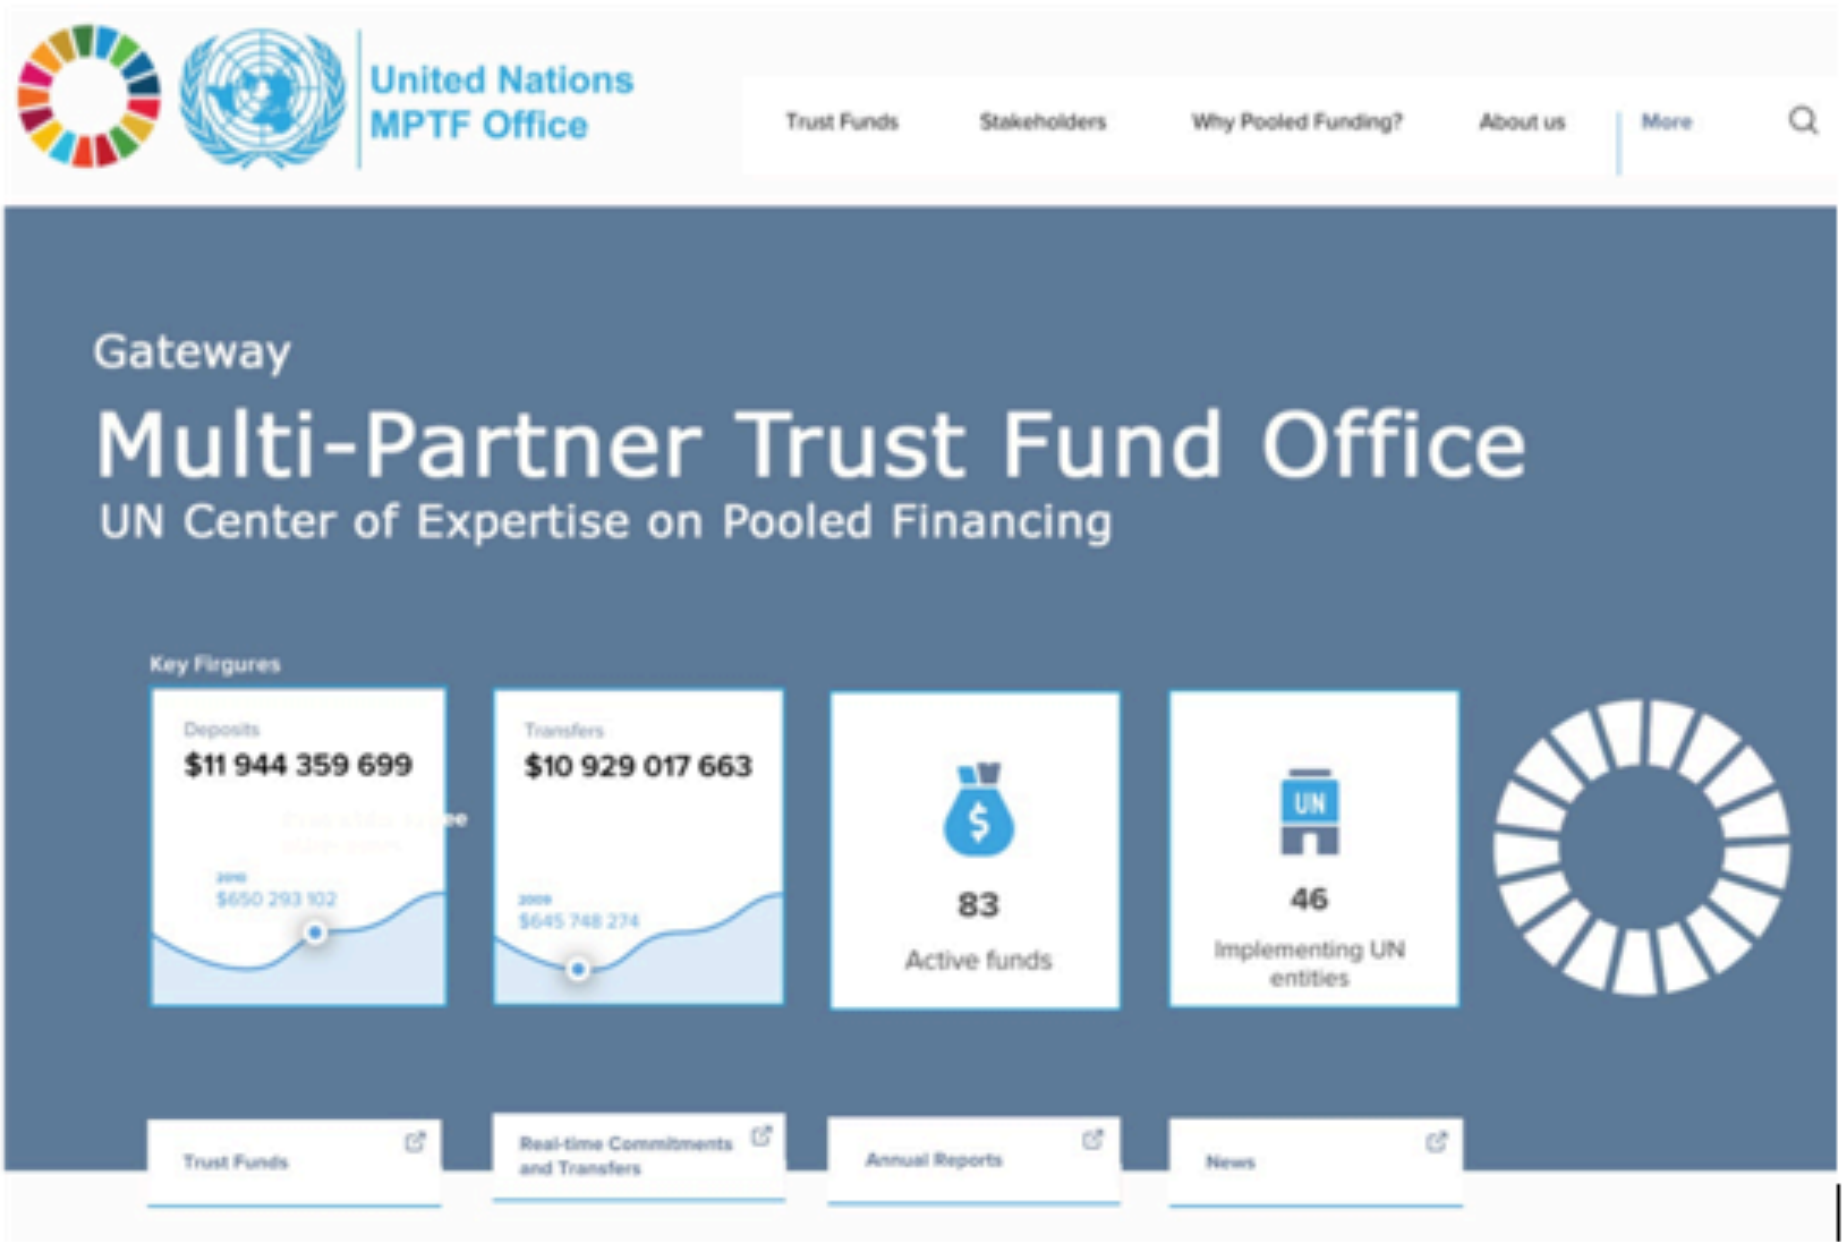 United Nations
MPTF Office
Trust Funds
Stakeholders
Why Pooled Funding?
About us
More
Gateway
Multi-Partner Trust Fund Office
UN Center of Expertise on Pooled Financing
Key Firgures
Deposits
$11 944 359 699
2010
$650 293 102
Transfers
$10 929 017 663
2009
$645 748 274
$
83
Active funds
UN
46
Implementing UN
entities
Trust Funds
Real-time Commitments
and Transfers
Annual Reports
News